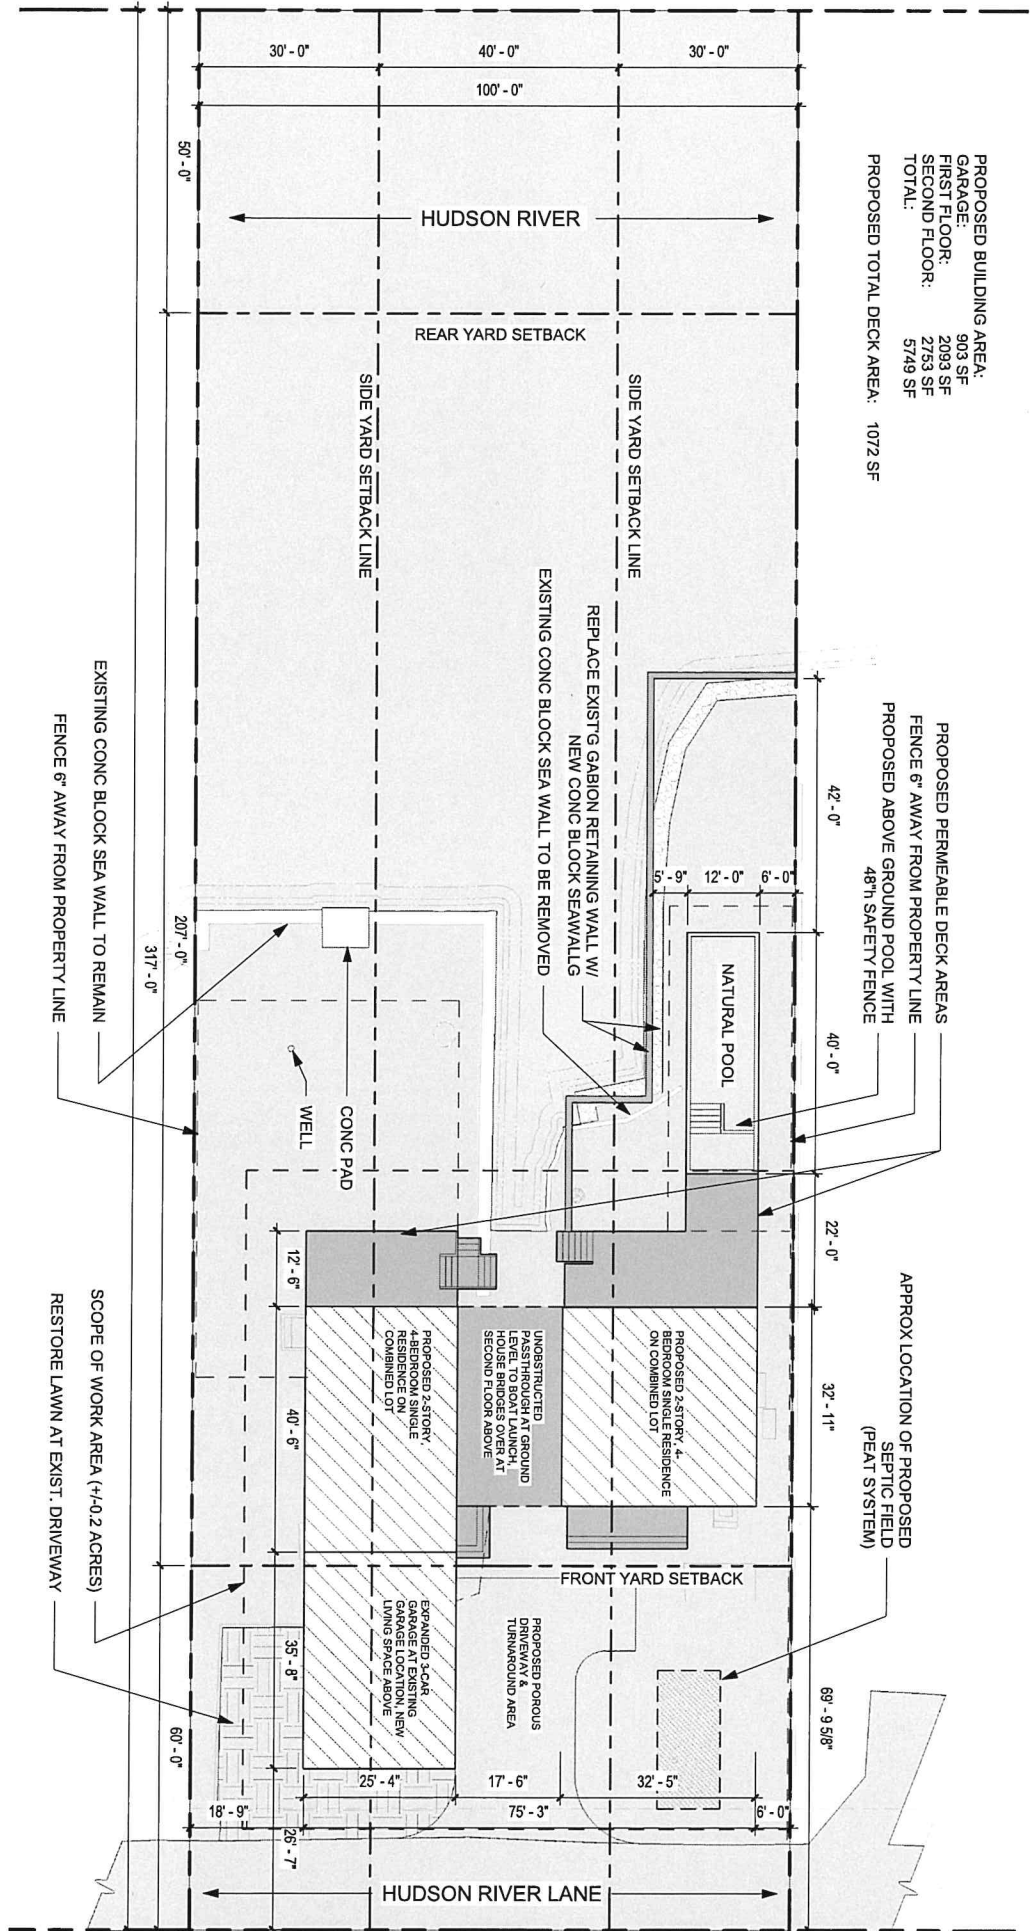 30' - 0"
40' - 0"
30' - 0"
100' - 0"
50' - 0"
HUDSON RIVER
PROPOSED BUILDING AREA:
GARAGE: 903 SF
FIRST FLOOR: 2093 SF
SECOND FLOOR: 2753 SF
TOTAL: 5749 SF
PROPOSED TOTAL DECK AREA: 1072 SF
REAR YARD SETBACK
SIDE YARD SETBACK LINE
SIDE YARD SETBACK LINE
EXISTING CONC BLOCK SEA WALL TO BE REMOVED
REPLACE EXIST'G GABION RETAINING WALL W/
NEW CONC BLOCK SEAWALLG
PROPOSED PERMEABLE DECK AREAS
FENCE 6" AWAY FROM PROPERTY LINE
PROPOSED ABOVE GROUND POOL WITH
48"h SAFETY FENCE
42' - 0"
5' - 9"
12' - 0"
6' - 0"
NATURAL POOL
40' - 0"
22' - 0"
EXISTING CONC BLOCK SEA WALL TO REMAIN
FENCE 6" AWAY FROM PROPERTY LINE
207' - 0"
317' - 0"
CONC PAD
WELL
12' - 6"
PROPOSED 2-STORY,
4-BEDROOM SINGLE
RESIDENCE ON
COMBINED LOT
UNOBSTRUCTED
PASSTHROUGH AT GROUND
LEVEL TO BOAT LAUNCH,
HOUSE BRIDGES OVER AT
SECOND FLOOR ABOVE
PROPOSED 2-STORY, 4-
BEDROOM SINGLE RESIDENCE
ON COMBINED LOT
32' - 11"
40' - 6"
APPROX LOCATION OF PROPOSED
SEPTIC FIELD
(PEAT SYSTEM)
SCOPE OF WORK AREA (+/-0.2 ACRES)
RESTORE LAWN AT EXIST. DRIVEWAY
FRONT YARD SETBACK
EXPANDED 3-CAR
GARAGE AT EXISTING
GARAGE LOCATION, NEW
LIVING SPACE ABOVE
PROPOSED POROUS
DRIVEWAY &
TURNAROUND AREA
35' - 8"
69' - 9 5/8"
60' - 0"
25' - 4"
17' - 6"
32' - 5"
18' - 9"
75' - 3"
6' - 0"
26' - 7"
HUDSON RIVER LANE